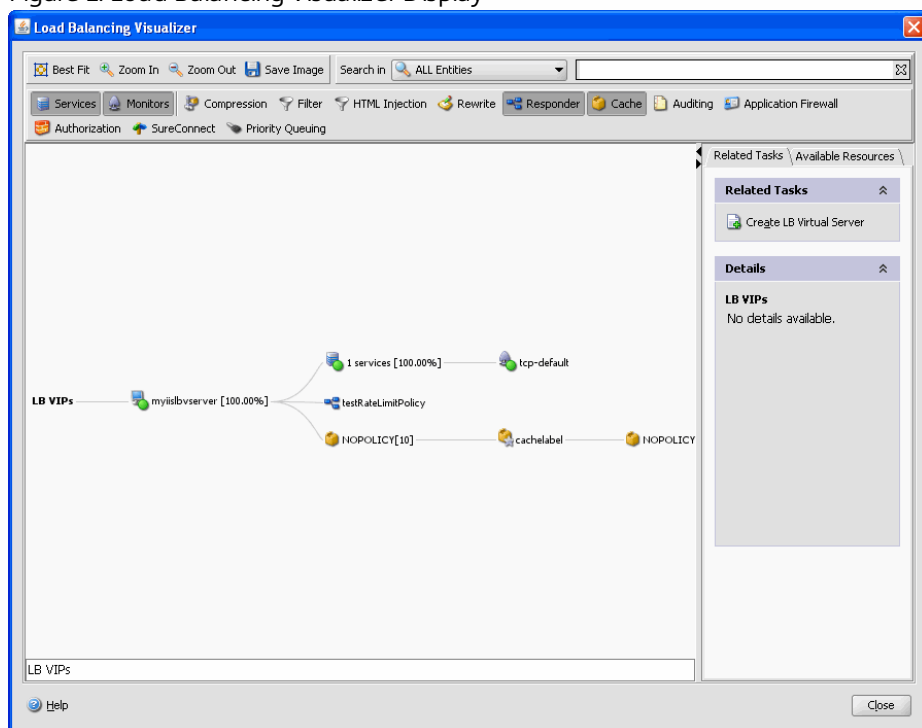 Figure 2. Load Balancing Visualizer Display
Load Balancing Visualizer
Best Fit Zoom In Zoom Out Save Image Search in ALL Entities
Services Monitors Compression Filter HTML Injection Rewrite Responder Cache Auditing Application Firewall
Authorization SureConnect Priority Queuing
Related Tasks Available Resources
Related Tasks
Create LB Virtual Server
Details
LB VIPs
No details available.
1 services [100.00%] tcp-default
LB VIPs myiislbvserver [100.00%] testRateLimitPolicy
NOPOLICY[10] cachelabel NOPOLICY
LB VIPs
Help Close